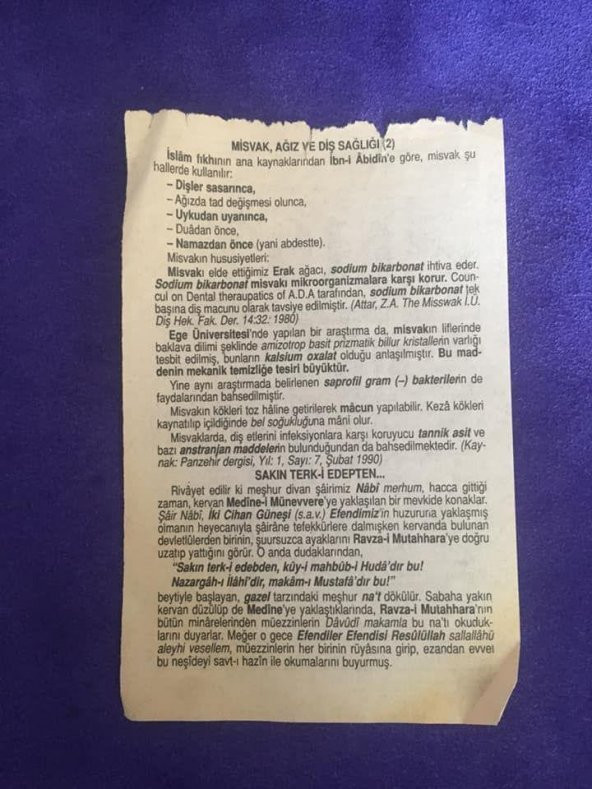 MİSVAK, AĞIZ VE DİŞ SAĞLIĞI (2)
İslâm fıkhının ana kaynaklarından İbn-i Âbidîn'e göre, misvak şu
hallerde kullanılır:
– Dişler sasarınca,
– Ağızda tad değişmesi olunca,
– Uykudan uyanınca,
– Duâdan önce,
– Namazdan önce (yani abdestte).
Misvakın hususiyetleri:
Misvakı elde ettiğimiz Erak ağacı, sodium bikarbonat ihtiva eder.
Sodium bikarbonat misvakı mikroorganizmalara karşı korur. Coun-
cul on Dental theraupatics of A.D.A tarafından, sodium bikarbonat tek
başına diş macunu olarak tavsiye edilmiştir. (Attar, Z.A. The Misswak I.Ü.
Diş Hek. Fak. Der. 14:32: 1980)
Ege Üniversitesi'nde yapılan bir araştırma da, misvakın liflerinde
baklava dilimi şeklinde amizotrop basit prizmatik billur kristallerin varlığı
tesbit edilmiş, bunların kalsium oxalat olduğu anlaşılmıştır. Bu mad-
denin mekanik temizliğe tesiri büyüktür.
Yine aynı araştırmada belirlenen saprofil gram (–) bakterilerin de
faydalarından bahsedilmiştir.
Misvakın kökleri toz hâline getirilerek mâcun yapılabilir. Kezâ kökleri
kaynatılıp içildiğinde bel soğukluğuna mâni olur.
Misvaklarda, diş etlerini infeksiyonlara karşı koruyucu tannik asit ve
bazı anstranjan maddelerin bulunduğundan da bahsedilmektedir. (Kay-
nak: Panzehir dergisi, Yıl: 1, Sayı: 7, Şubat 1990)
SAKIN TERK-İ EDEPTEN...
Rivâyet edilir ki meşhur divan şâirimiz Nâbî merhum, hacca gittiği
zaman, kervan Medîne-i Münevvere'ye yaklaşılan bir mevkide konaklar.
Şâir Nâbî, İki Cihan Güneşi (s.a.v.) Efendimiz'in huzuruna yaklaşmış
olmanın heyecanıyla şâirâne tefekkürlere dalmışken kervanda bulunan
devletlülerden birinin, şuursuzca ayaklarını Ravza-i Mutahhara'ye doğru
uzatıp yattığını görür. O anda dudaklarından,
"Sakın terk-i edebden, kûy-i mahbûb-i Hudâ'dır bu!
Nazargâh-ı İlâhî'dir, makâm-ı Mustafâ'dır bu!"
beytiyle başlayan, gazel tarzındaki meşhur na't dökülür. Sabaha yakın
kervan düzülüp de Medîne'ye yaklaştıklarında, Ravza-i Mutahhara'nın
bütün minârelerinden müezzinlerin Dâvûdî makamla bu na'tı okuduk-
larını duyarlar. Meğer o gece Efendiler Efendisi Resûlüllah sallallâhü
aleyhi vesellem, müezzinlerin her birinin rüyâsına girip, ezandan evvel
bu neşîdeyi savt-ı hazîn ile okumalarını buyurmuş.